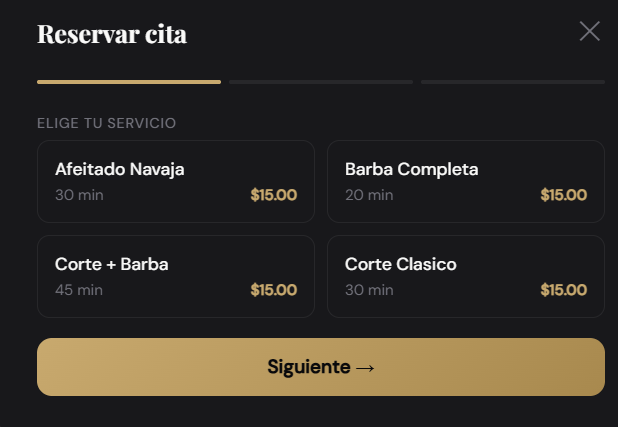 Reservar cita
ELIGE TU SERVICIO
Afeitado Navaja
30 min $15.00
Barba Completa
20 min $15.00
Corte + Barba
45 min $15.00
Corte Clasico
30 min $15.00
Siguiente →